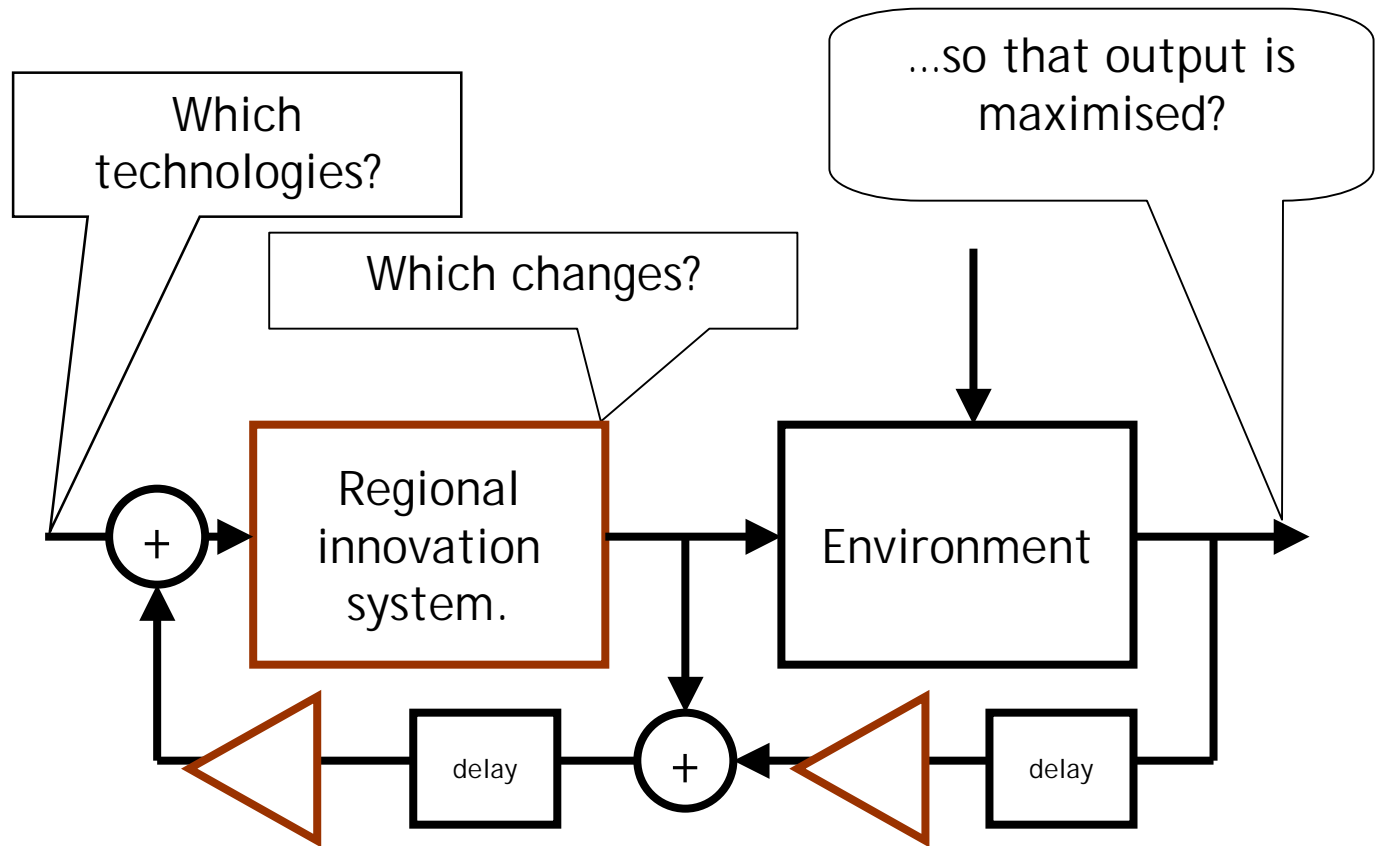 ...so that output is
maximised?
Which
technologies?
Which changes?
Regional
innovation
system.
Environment
+
+
delay
delay